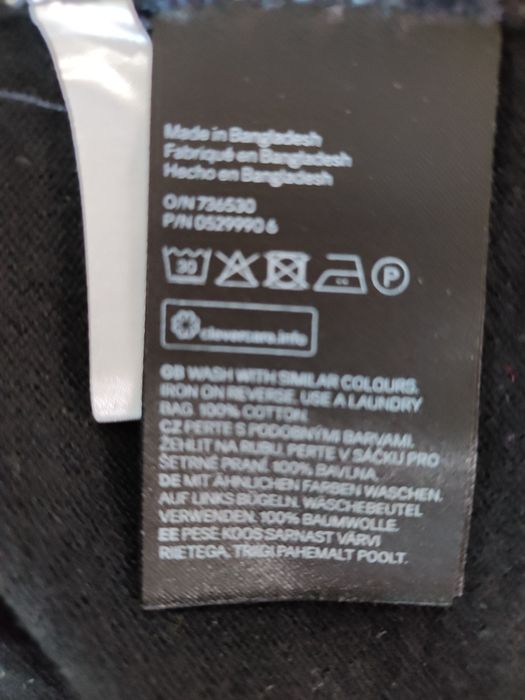 Made in Bangladesh
Fabriqué en Bangladesh
Hecho en Bangladesh
O/N 736530
P/N 0529990 6
30
P
clevercare.info
GB WASH WITH SIMILAR COLOURS.
IRON ON REVERSE. USE A LAUNDRY
BAG. 100% COTTON
CZ PERTE S PODOBNÝMI BARVAMI.
ŽEHLIT NA RUBU. PERTE V SÁČKU PRO
ŠETRNÉ PRANÍ. 100% BAVLNA.
DE MIT ÄHNLICHEN FARBEN WASCHEN.
AUF LINKS BÜGELN. WÄSCHEBEUTEL
VERWENDEN. 100% BAUMWOLLE.
EE PESE KOOS SARNAST VÄRVI
RIIETEGA. TRIIGI PAHEMALT POOLT.